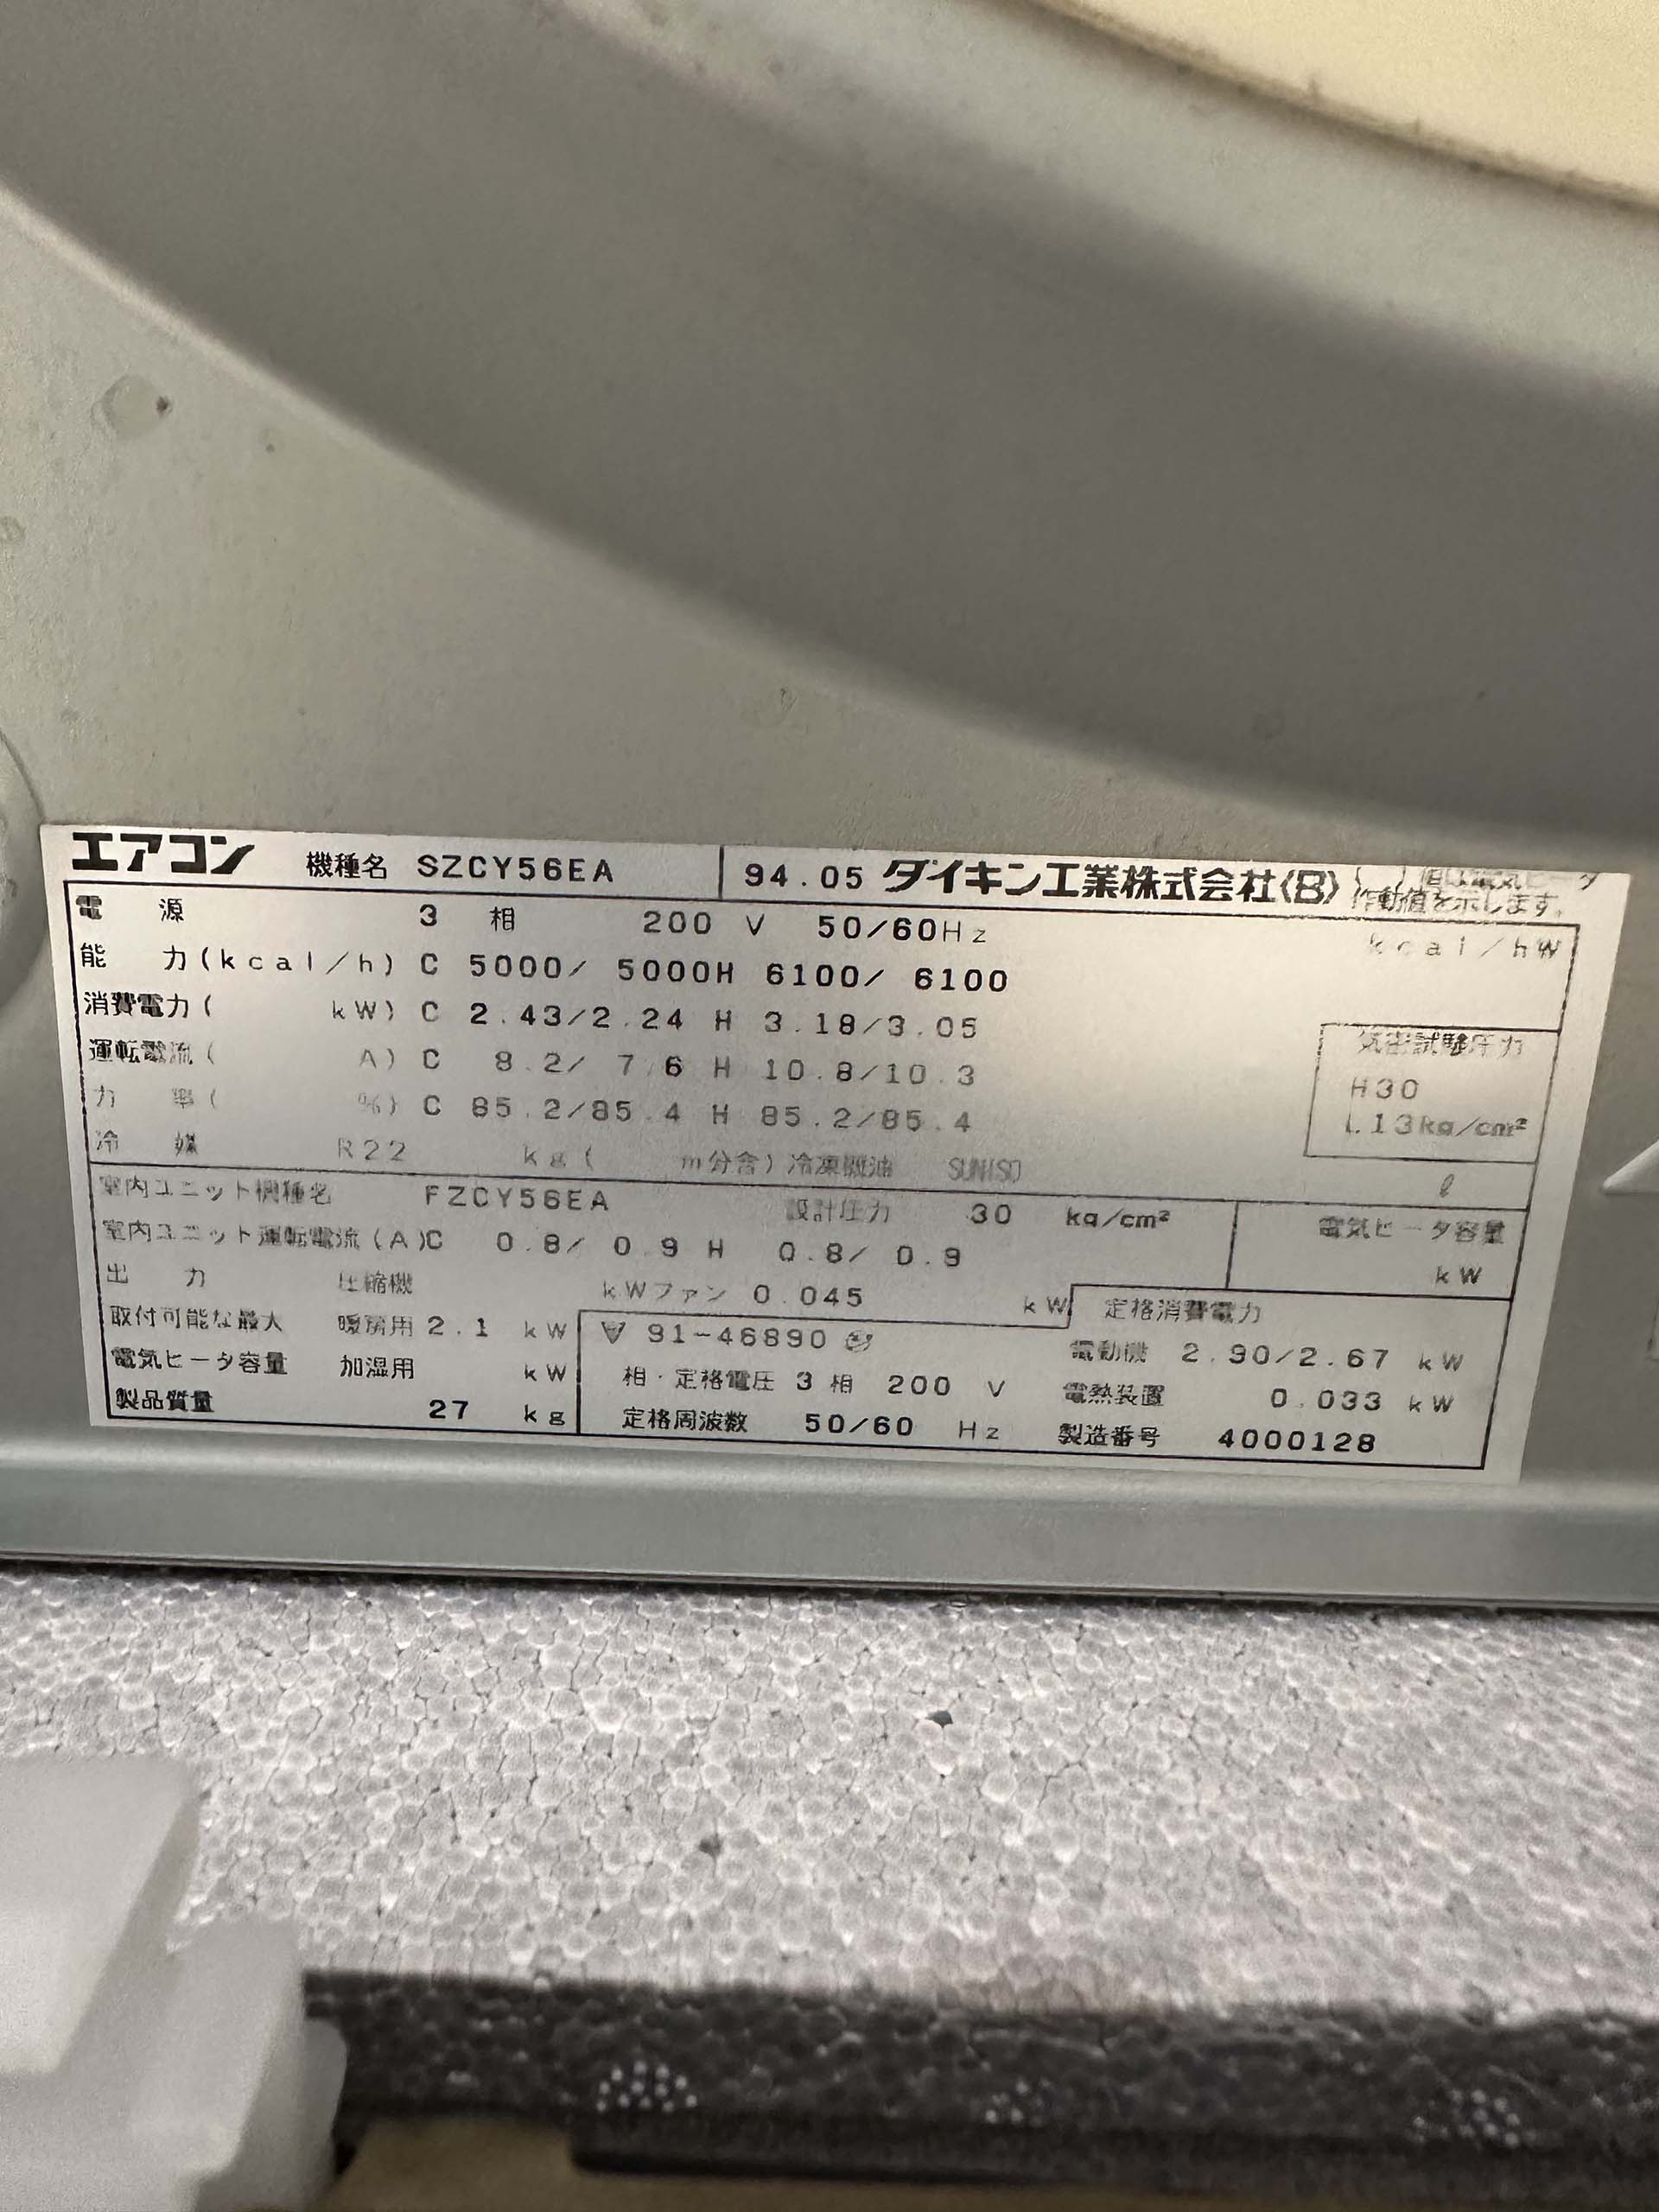 エアコン 機種名 SZCY56EA 94.05 ダイキン工業株式会社(B)
作動値を示します。
電源 3相 200 V 50/60Hz kcal/hW
能力(kcal/h) C 5000/ 5000H 6100/ 6100
消費電力( kW) C 2.43/2.24 H 3.18/3.05
運転電流( A) C 8.2/ 7.6 H 10.8/10.3
気密試験圧力
H30
L13kg/cm²
力率( %) C 85.2/85.4 H 85.2/85.4
冷媒 R22 kg( m分含) 冷凍機油 SUNISO ℓ
室内ユニット機種名 FZCY56EA 設計圧力 30 kg/cm²
電気ヒータ容量
kW
室内ユニット運転電流(A)C 0.8/ 0.9 H 0.8/ 0.9
出力 圧縮機 kWファン 0.045 kW
取付可能な最大 暖房用 2.1 kW
電気ヒータ容量 加湿用 kW
製品質量 27 kg
91-46890
相・定格電圧 3相 200 V
定格周波数 50/60 Hz
定格消費電力
電動機 2.90/2.67 kW
電熱装置 0.033 kW
製造番号 4000128